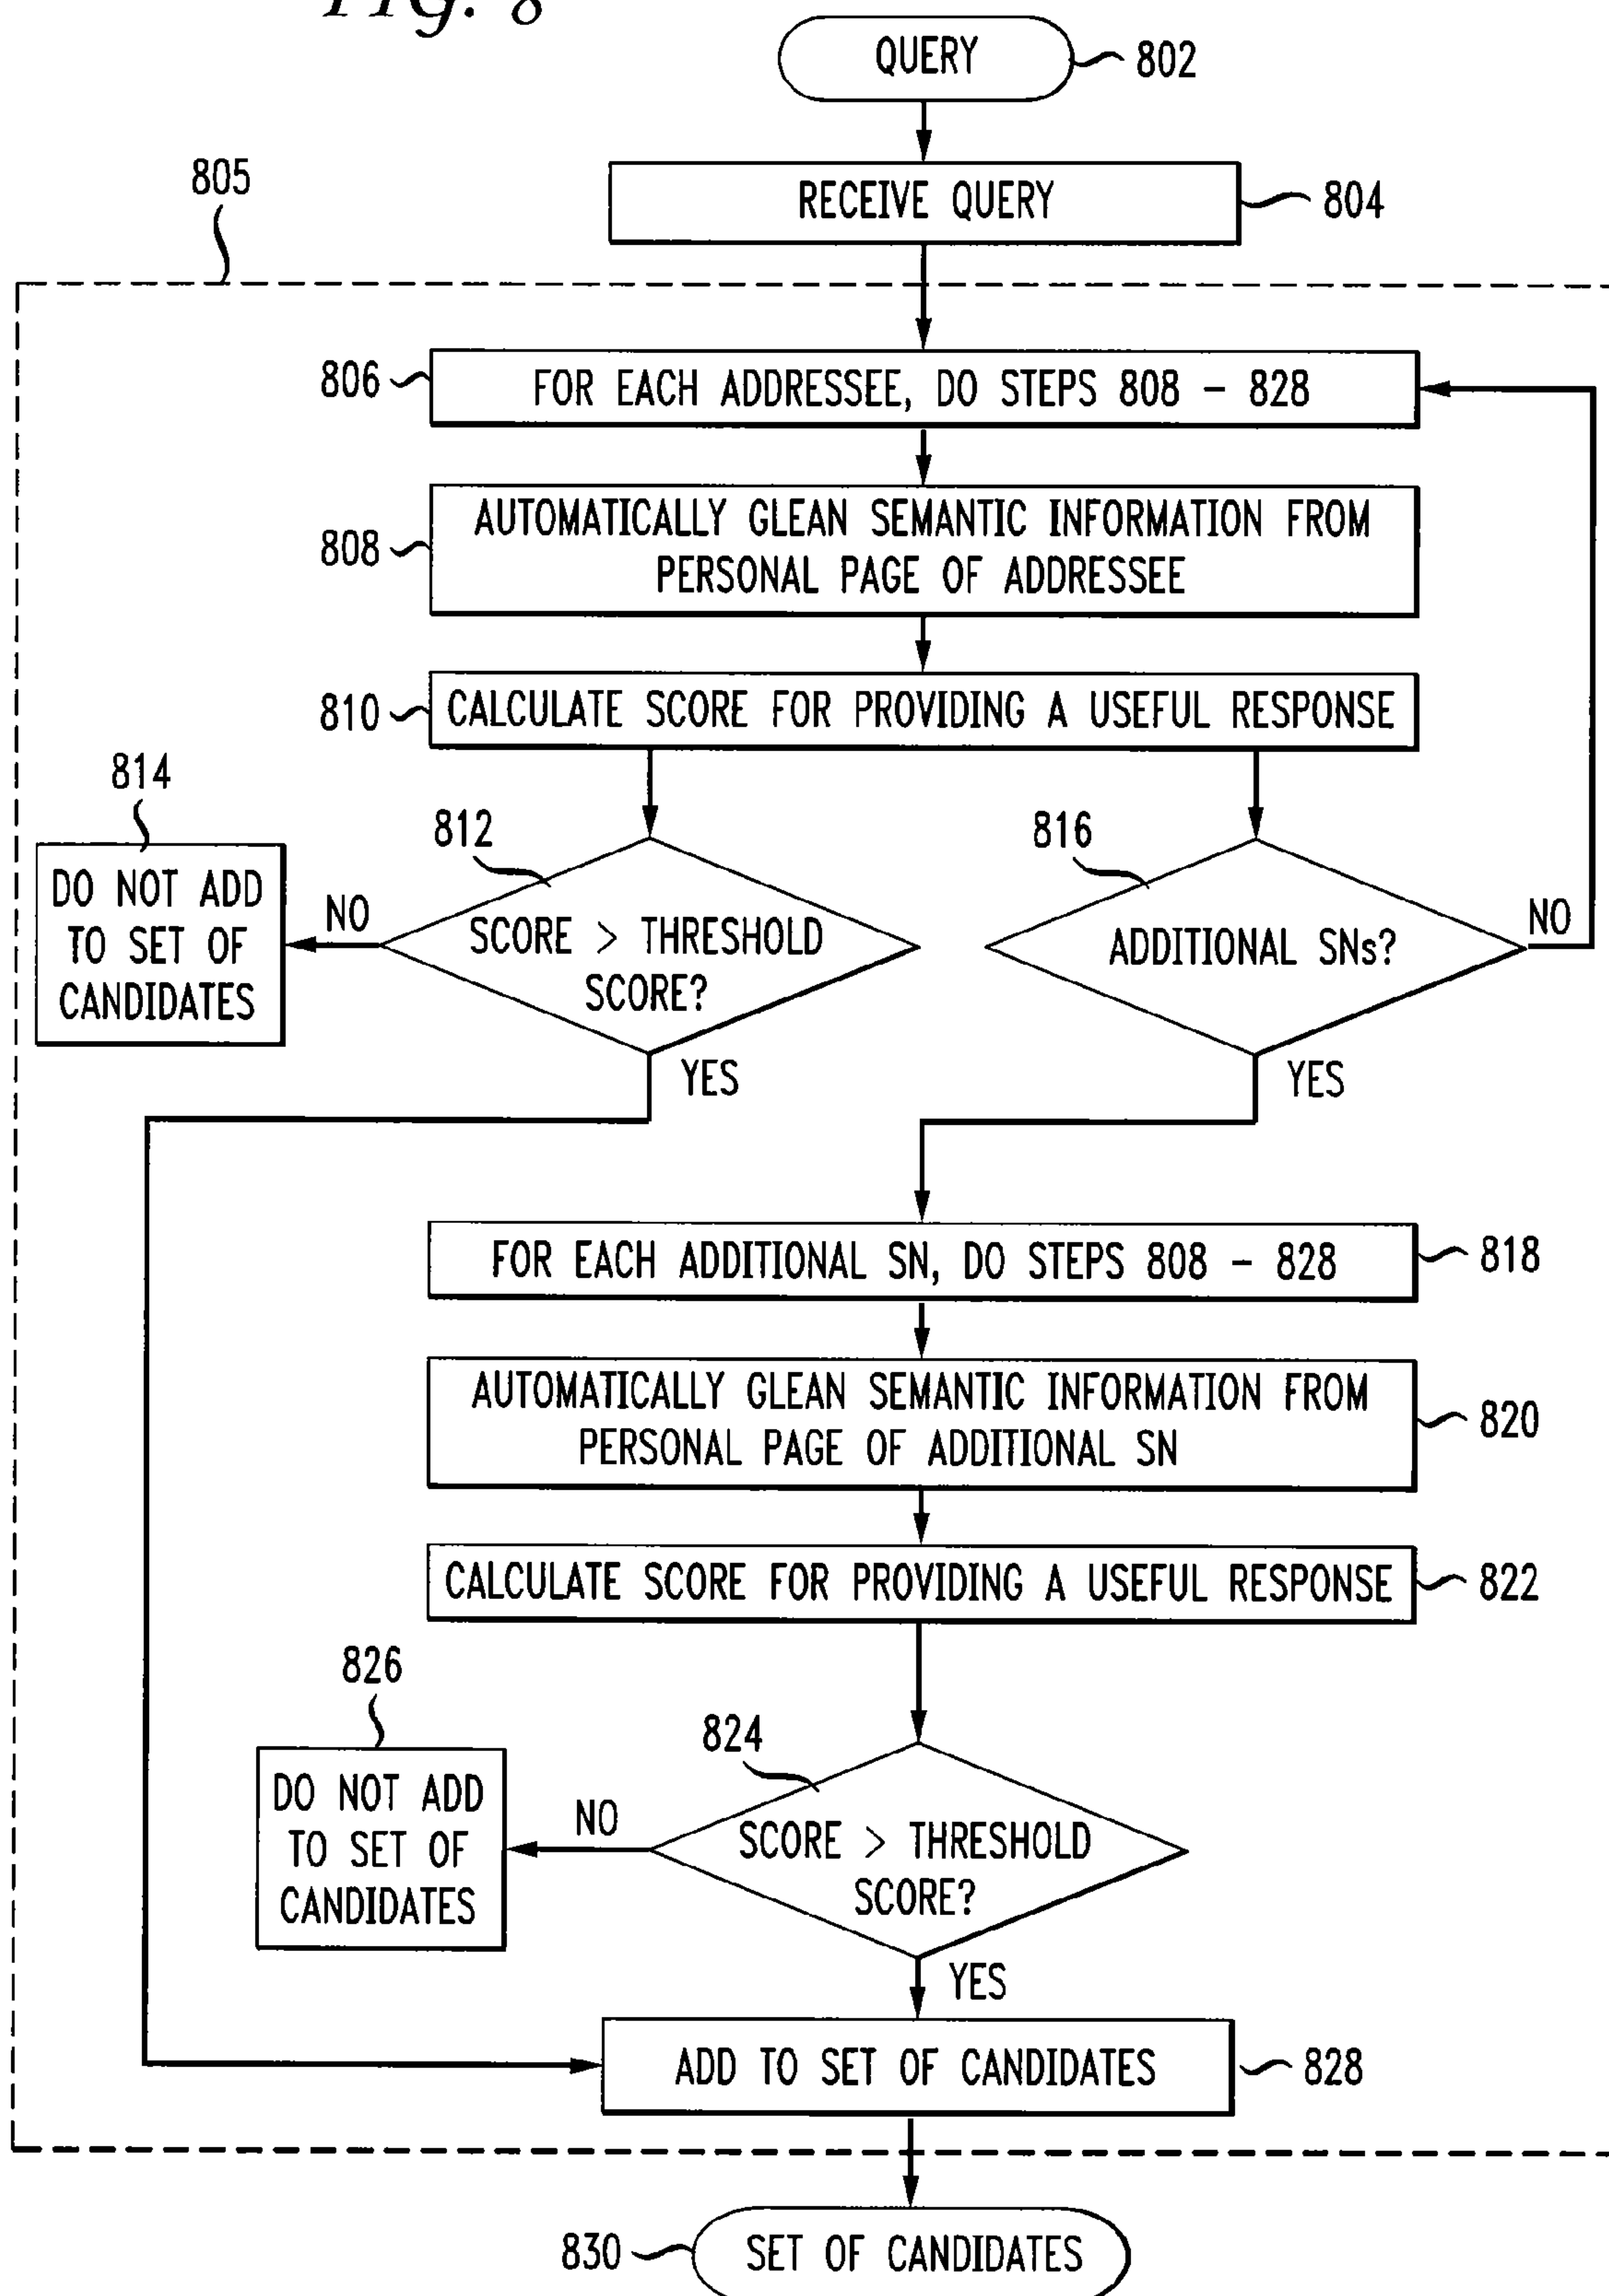 FIG. 8
QUERY
802
RECEIVE QUERY
804
805
806
FOR EACH ADDRESSEE, DO STEPS 808 - 828
808
AUTOMATICALLY GLEAN SEMANTIC INFORMATION FROM
PERSONAL PAGE OF ADDRESSEE
810
CALCULATE SCORE FOR PROVIDING A USEFUL RESPONSE
814
DO NOT ADD
TO SET OF
CANDIDATES
NO
812
SCORE > THRESHOLD
SCORE?
YES
816
ADDITIONAL SNs?
NO
YES
FOR EACH ADDITIONAL SN, DO STEPS 808 - 828
818
AUTOMATICALLY GLEAN SEMANTIC INFORMATION FROM
PERSONAL PAGE OF ADDITIONAL SN
820
CALCULATE SCORE FOR PROVIDING A USEFUL RESPONSE
822
826
DO NOT ADD
TO SET OF
CANDIDATES
NO
824
SCORE > THRESHOLD
SCORE?
YES
ADD TO SET OF CANDIDATES
828
830
SET OF CANDIDATES